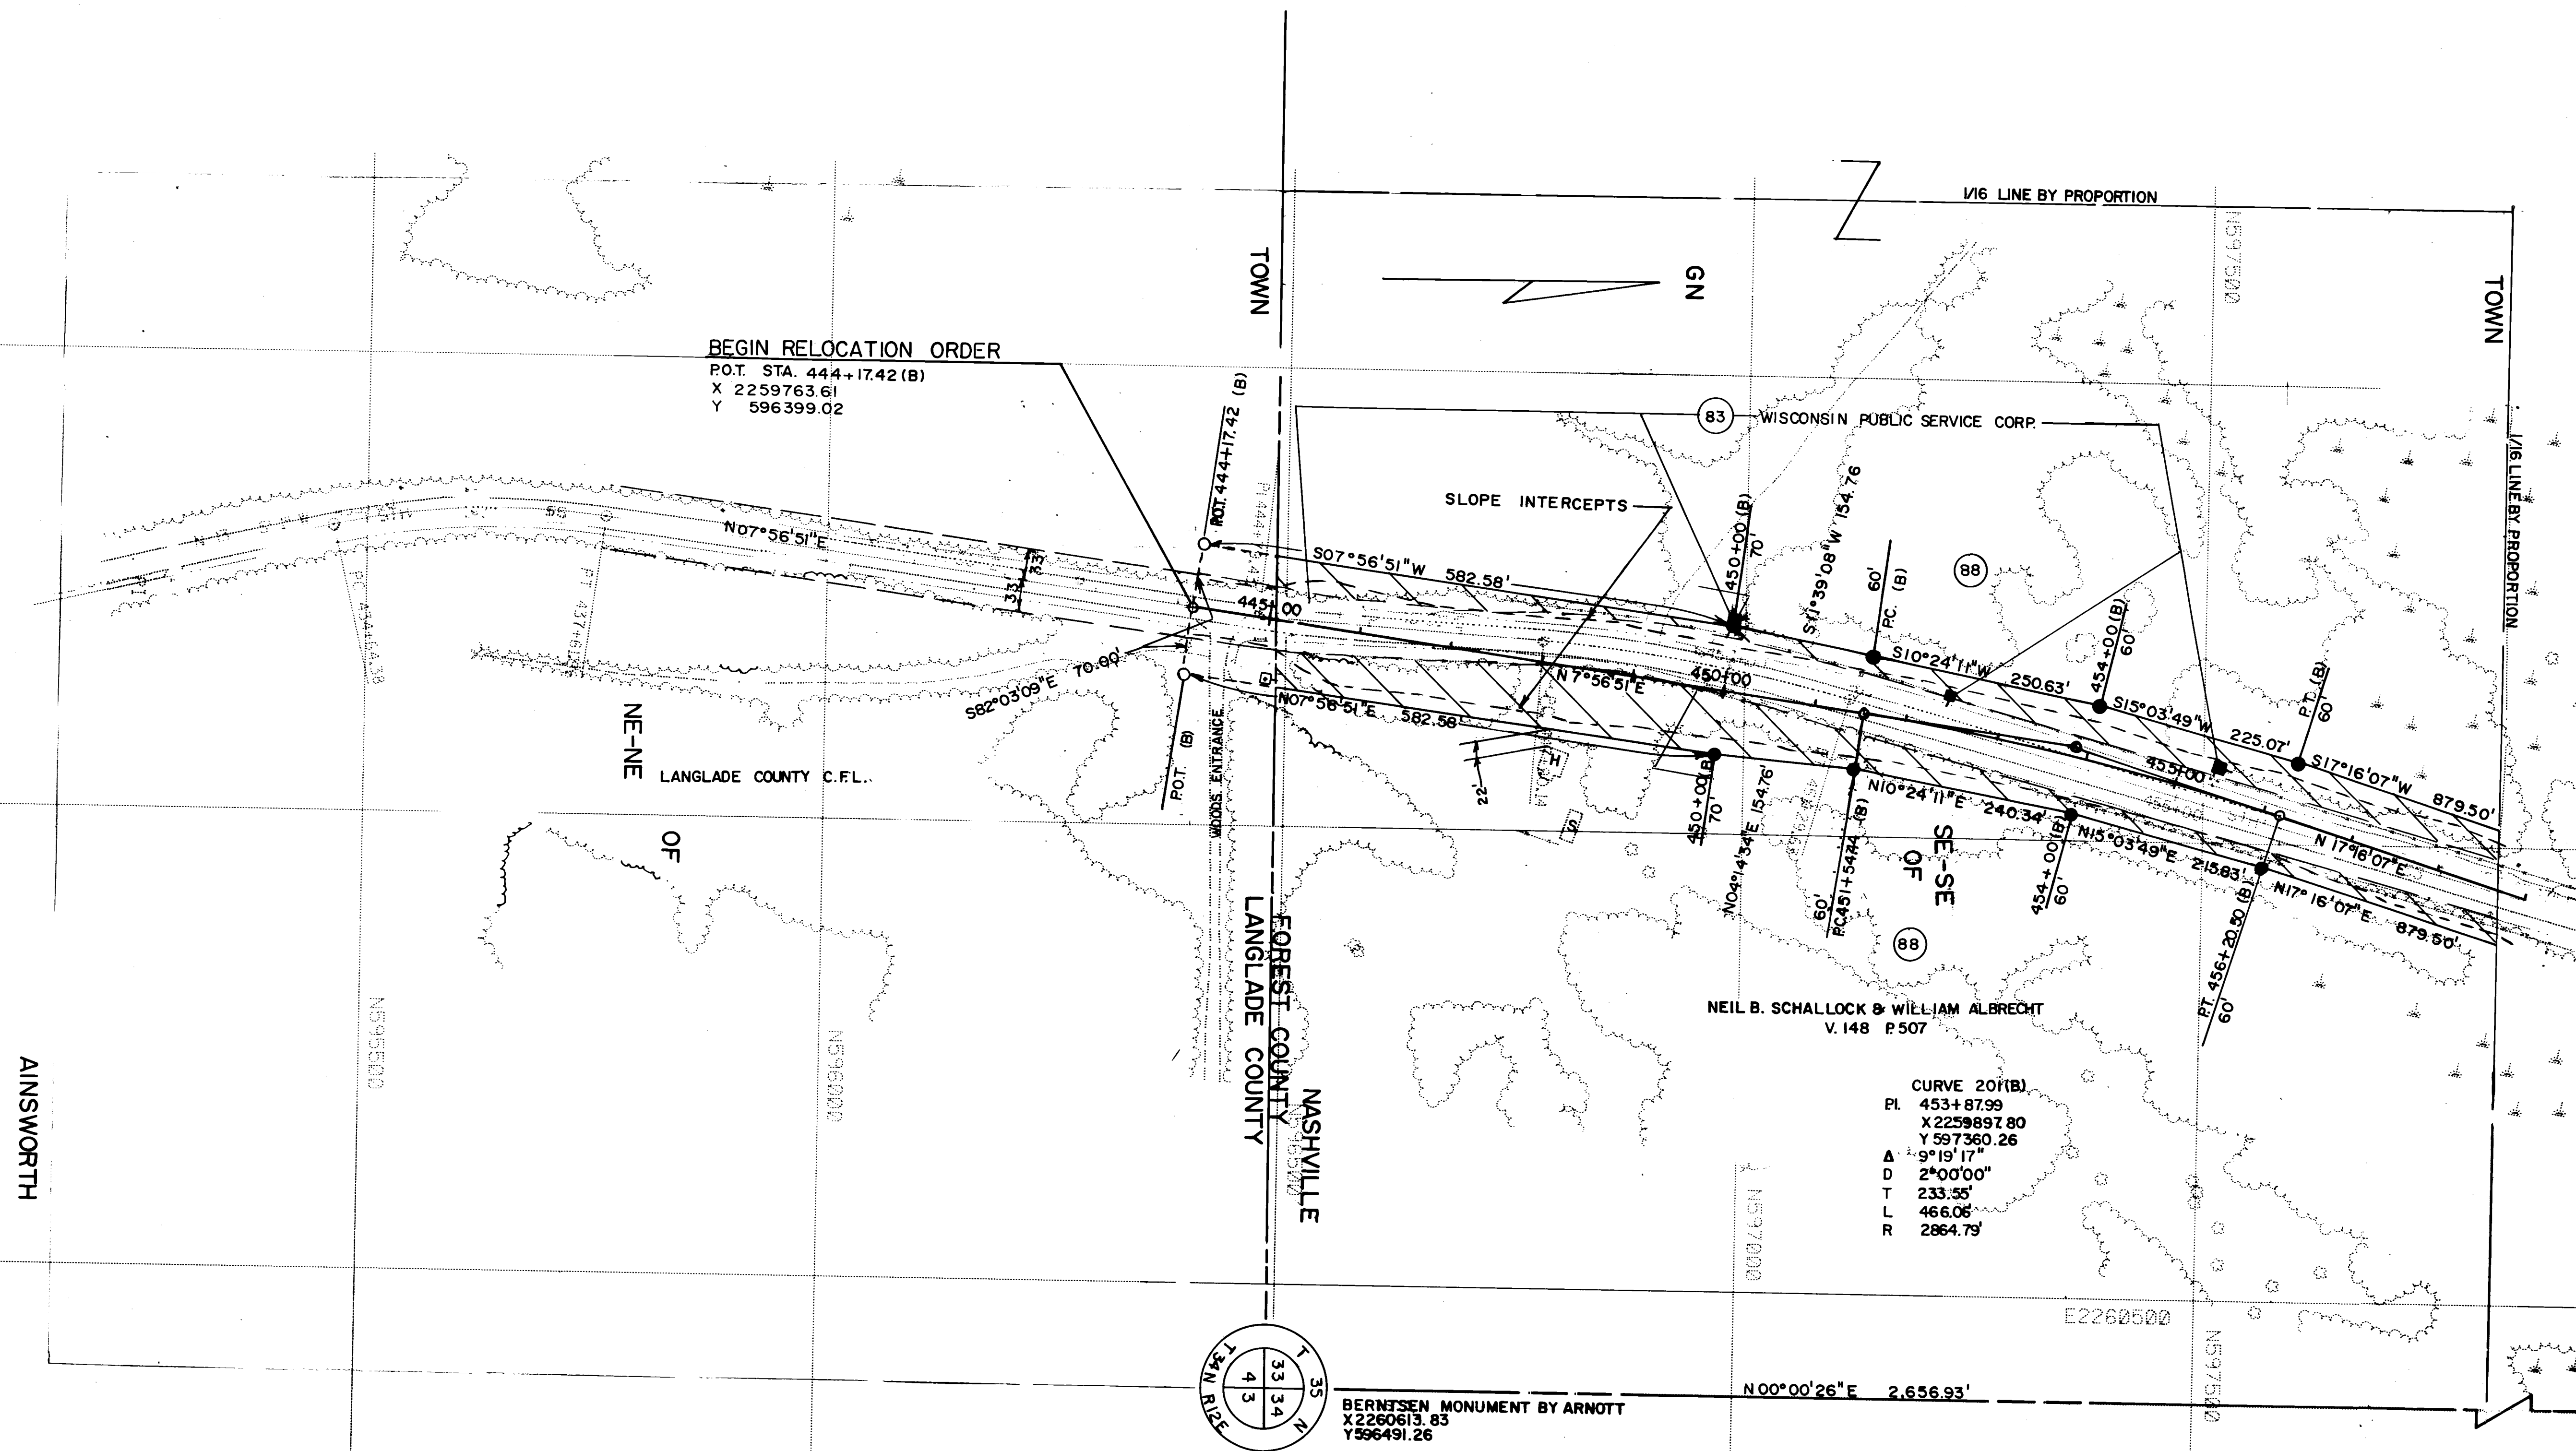 1/16 LINE BY PROPORTION
N597500
TOWN
GN
TOWN
1/16 LINE BY PROPORTION
BEGIN RELOCATION ORDER
P.O.T. STA. 444+17.42 (B)
X 2259763.61
Y 596399.02
P.O.T. 444+17.42 (B)
83
WISCONSIN PUBLIC SERVICE CORP.
SLOPE INTERCEPTS
450+00 (B)
70'
S11°39'08"W 154.76
60'
P.C. (B)
88
454+00 (B)
60'
P.T. (B)
60'
N07°56'51"E
33'
33'
S07°56'51"W 582.58'
445+00
S10°24'11"W 250.63'
S15°03'49"W 225.07'
S17°16'07"W 879.50'
S82°03'09"E 70.00'
N 7°56'51"E
450+00
455+00
N07°56'51"E 582.58'
N 17°16'07"E
P.O.T. (B)
WOODS ENTRANCE
22'
H
S
450+00 (B)
70'
N04°14'34"E 154.76'
60'
P.C. 451+54.44 (B)
N10°24'11"E 240.34'
454+00 (B)
60'
N15°03'49"E 215.83'
P.T. 456+20.50 (B)
60'
N17°16'07"E 879.50'
NE-NE
OF
LANGLADE COUNTY C.F.L.
SE-SE
OF
88
FOREST COUNTY
LANGLADE COUNTY
NEIL B. SCHALLOCK & WILLIAM ALBRECHT
V. 148 P.507
N595500
N596000
N596500
N597000
N597500
AINSWORTH
NASHVILLE
CURVE 201(B)
P.I. 453+87.99
X 2259897.80
Y 597360.26
Δ 9°19'17"
D 2°00'00"
T 233.55'
L 466.06'
R 2864.79'
E2260500
T 35 N
33 34
4 3
T34N R12E
N 00°00'26" E 2,656.93'
BERNTSEN MONUMENT BY ARNOTT
X2260613.83
Y596491.26